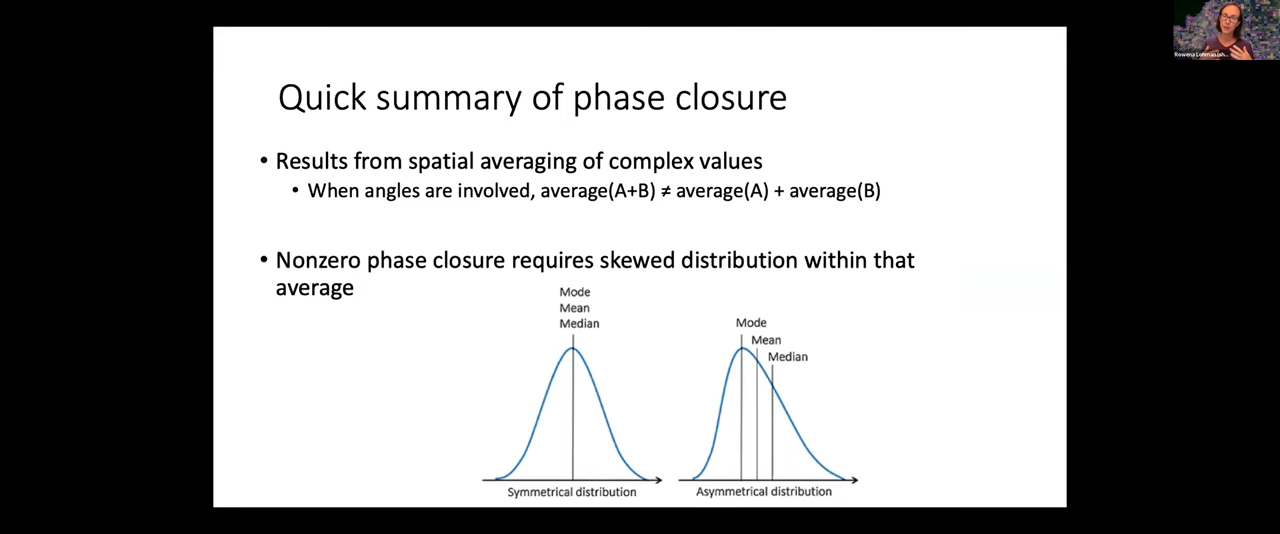 Quick summary of phase closure
• Results from spatial averaging of complex values
• When angles are involved, average(A+B) ≠ average(A) + average(B)
• Nonzero phase closure requires skewed distribution within that
average
Mode
Mean
Median
Symmetrical distribution
Mode
Mean
Median
Asymmetrical distribution
Rowena Lohman